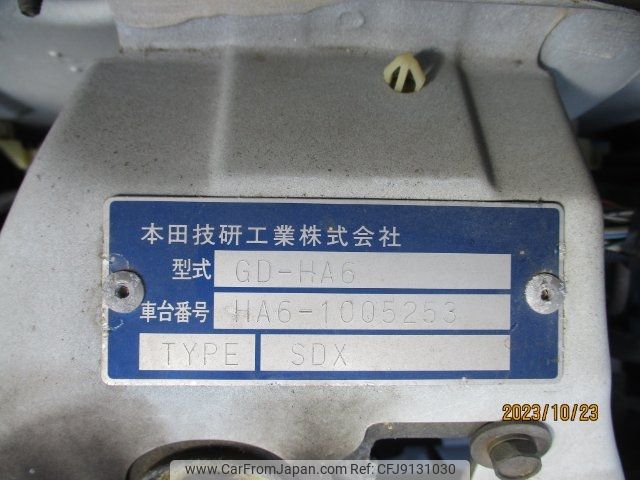 本田技研工業株式会社
型式 GD-HA6
車台番号 HA6-1005253
TYPE SDX
2023/10/23
www.CarFromJapan.com | Ref. CFJ9131030